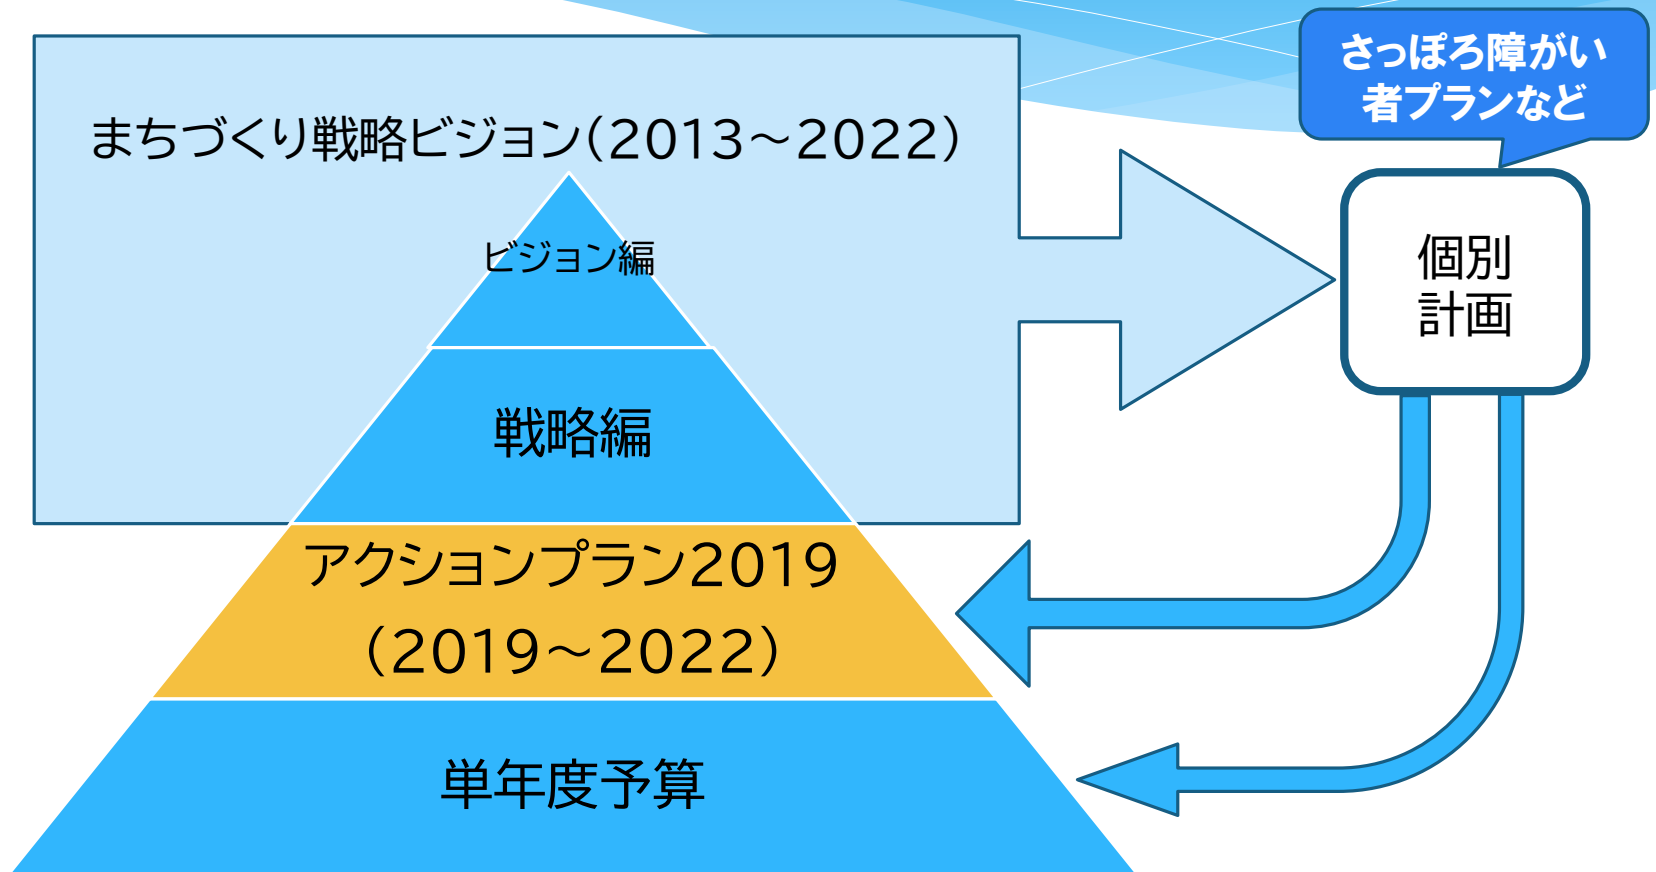 さっぽろ障がい
者プランなど
まちづくり戦略ビジョン(2013～2022)
ビジョン編
個別
計画
戦略編
アクションプラン2019
(2019～2022)
単年度予算